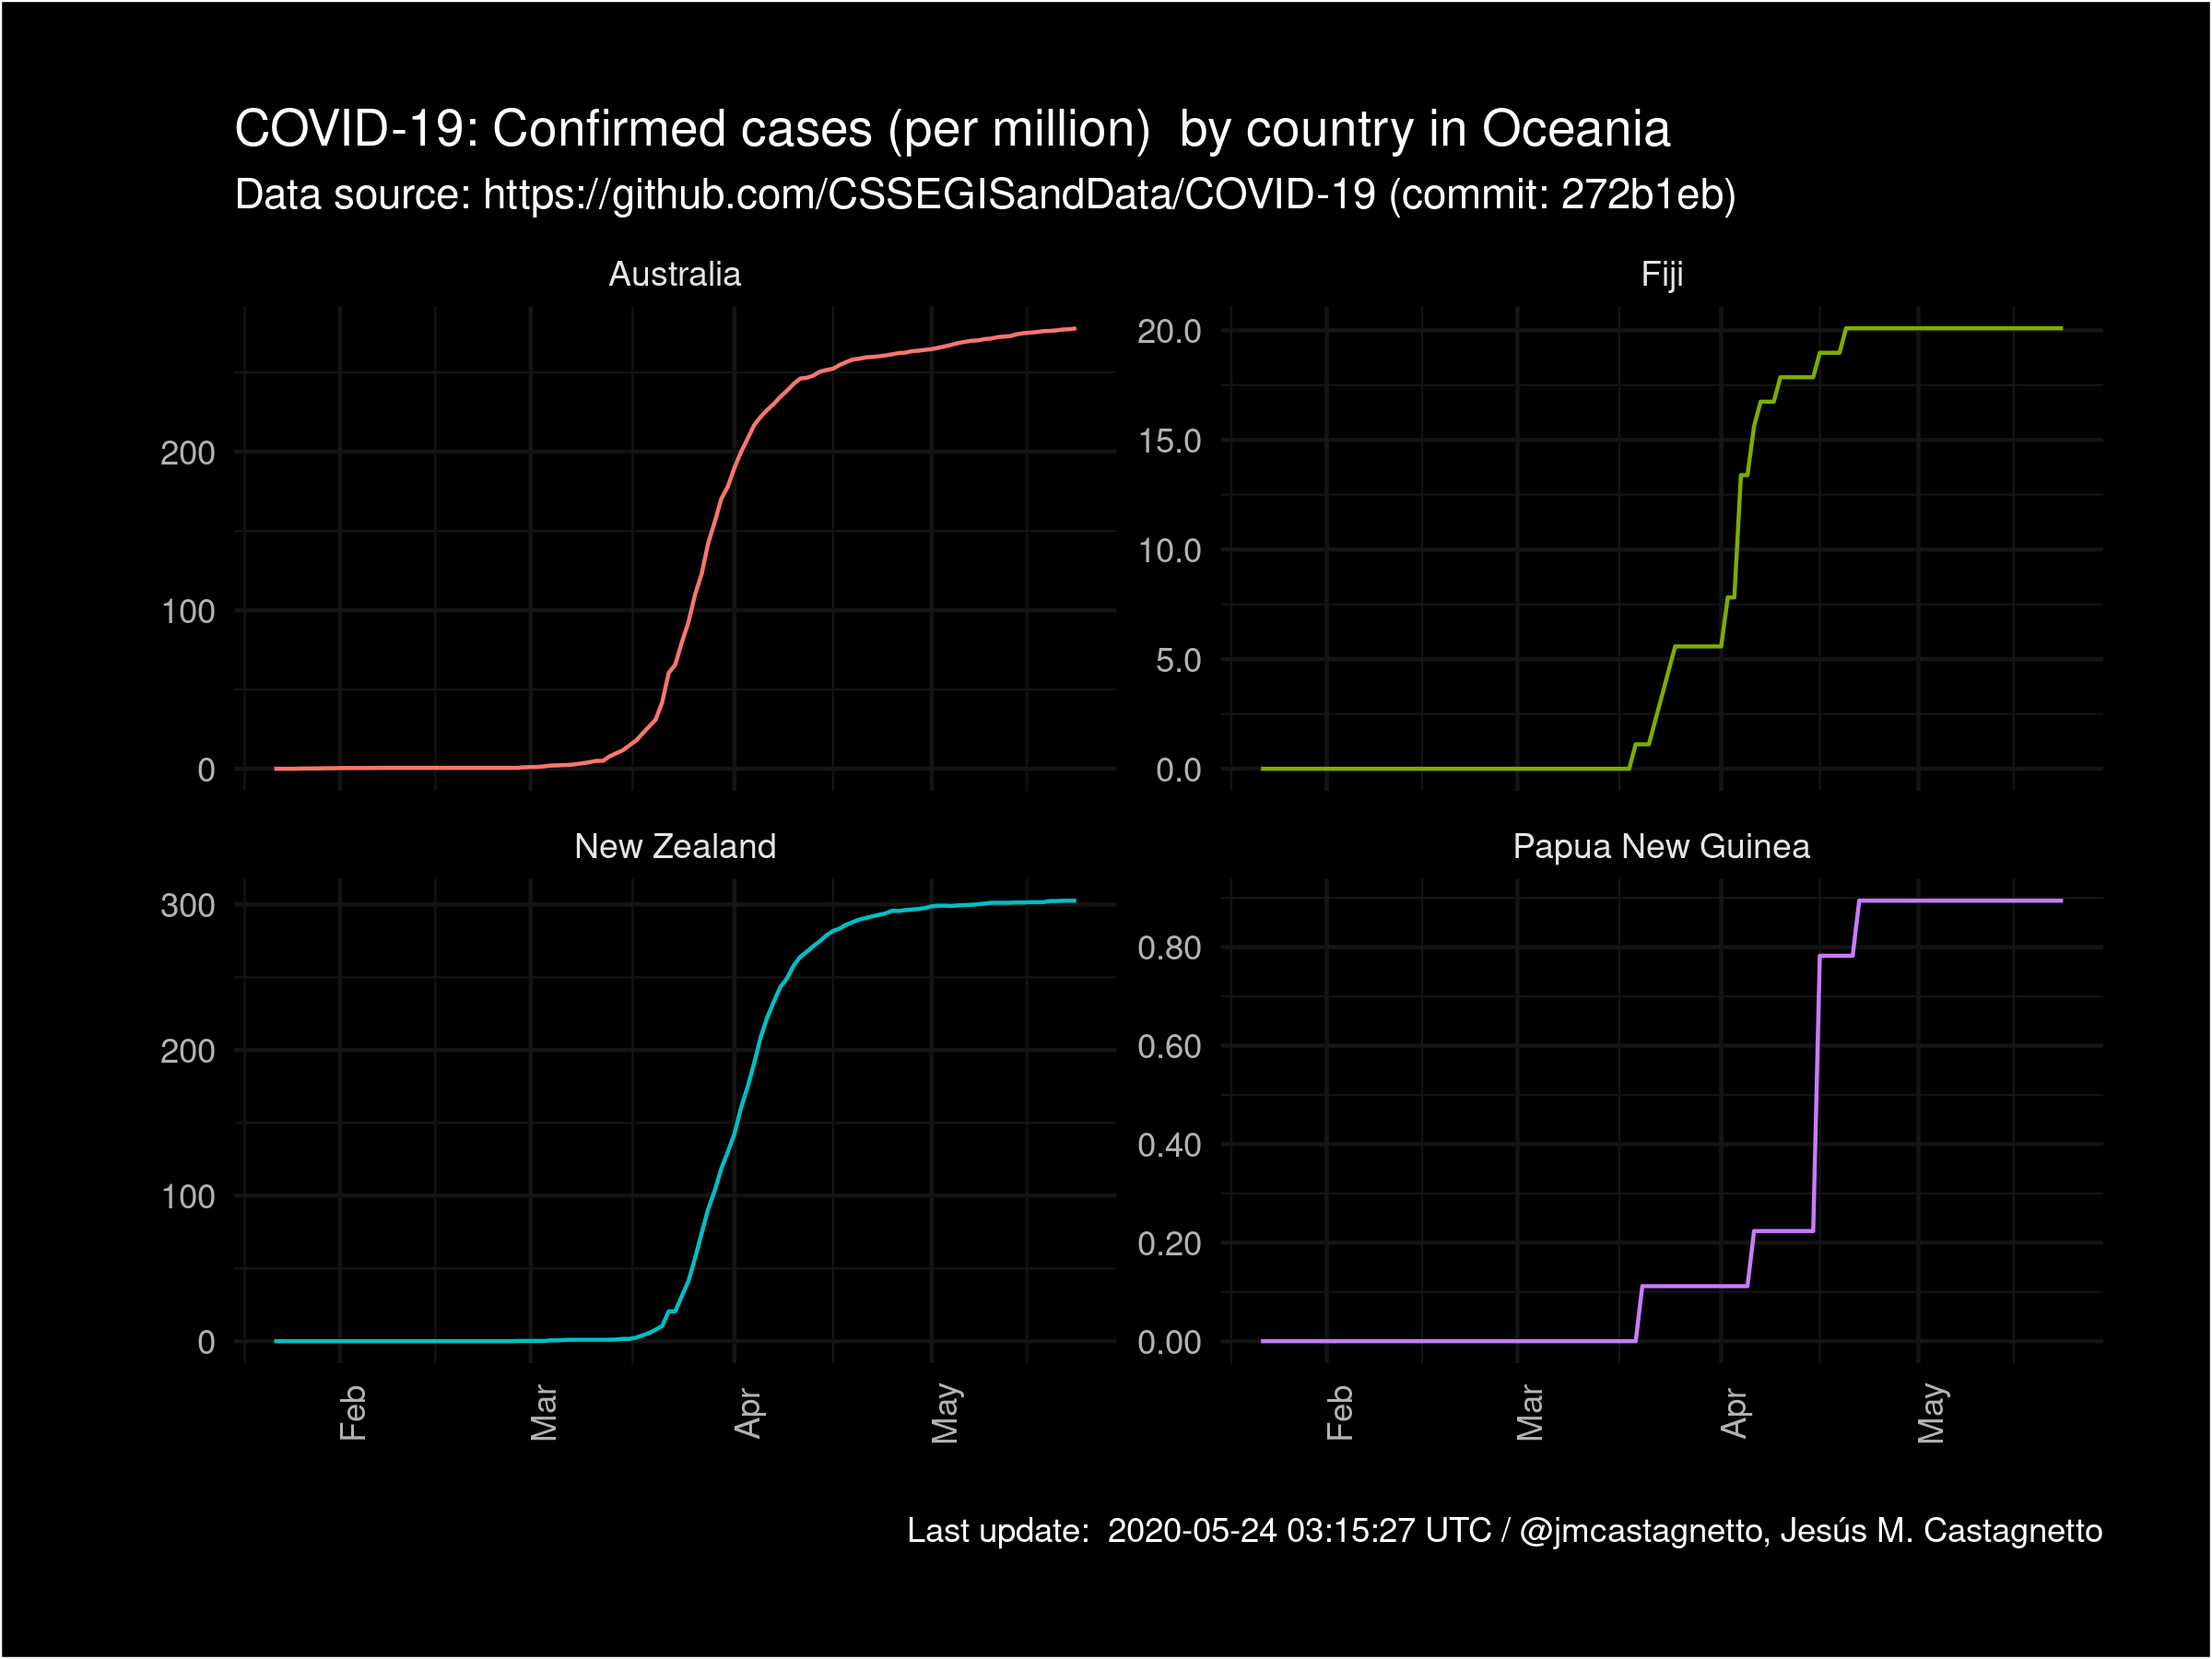 COVID-19: Confirmed cases (per million)  by country in Oceania
Data source: https://github.com/CSSEGISandData/COVID-19 (commit: 272b1eb)
Australia
200
100
0
Fiji
20.0
15.0
10.0
5.0
0.0
New Zealand
300
200
100
0
Papua New Guinea
0.80
0.60
0.40
0.20
0.00
Feb Mar Apr May
Feb Mar Apr May
Last update:  2020-05-24 03:15:27 UTC / @jmcastagnetto, Jesús M. Castagnetto